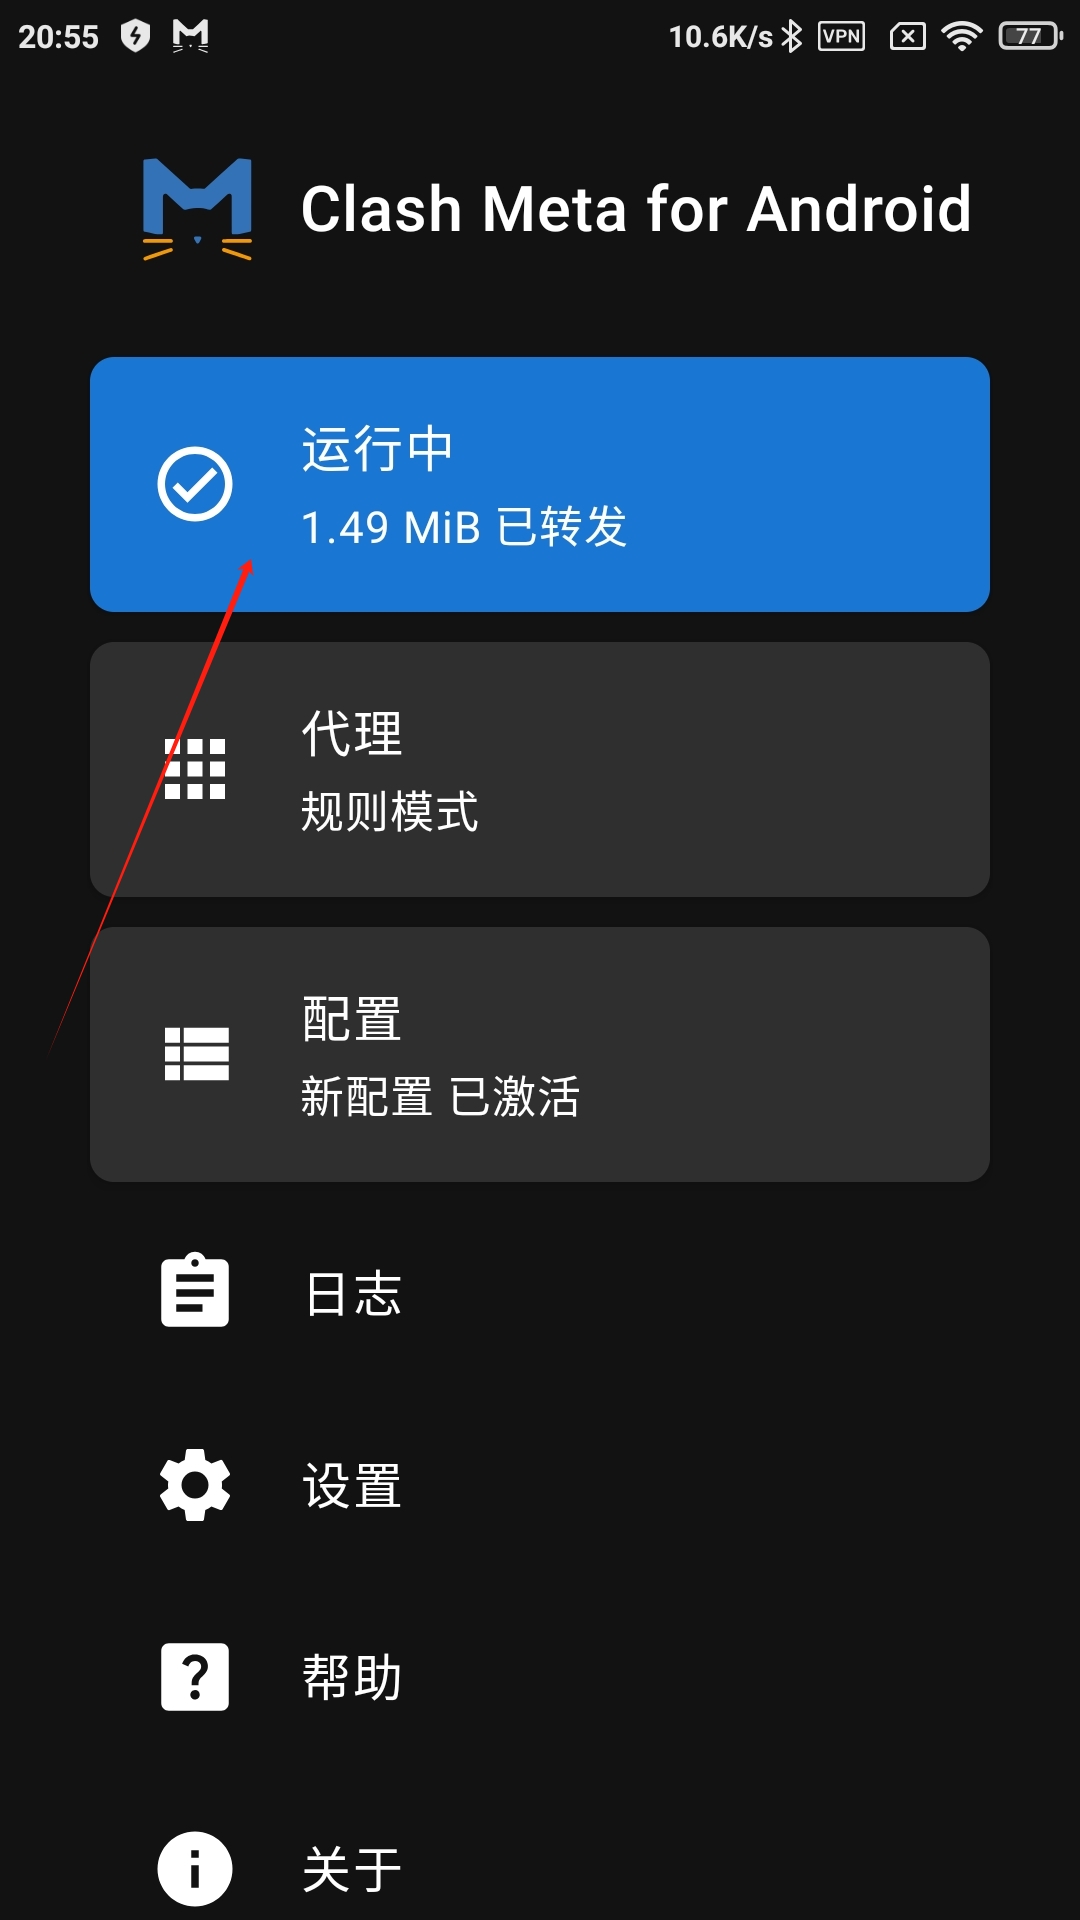 20:55 10.6K/s VPN 77
Clash Meta for Android
运行中
1.49 MiB 已转发
代理
规则模式
配置
新配置 已激活
日志
设置
帮助
关于